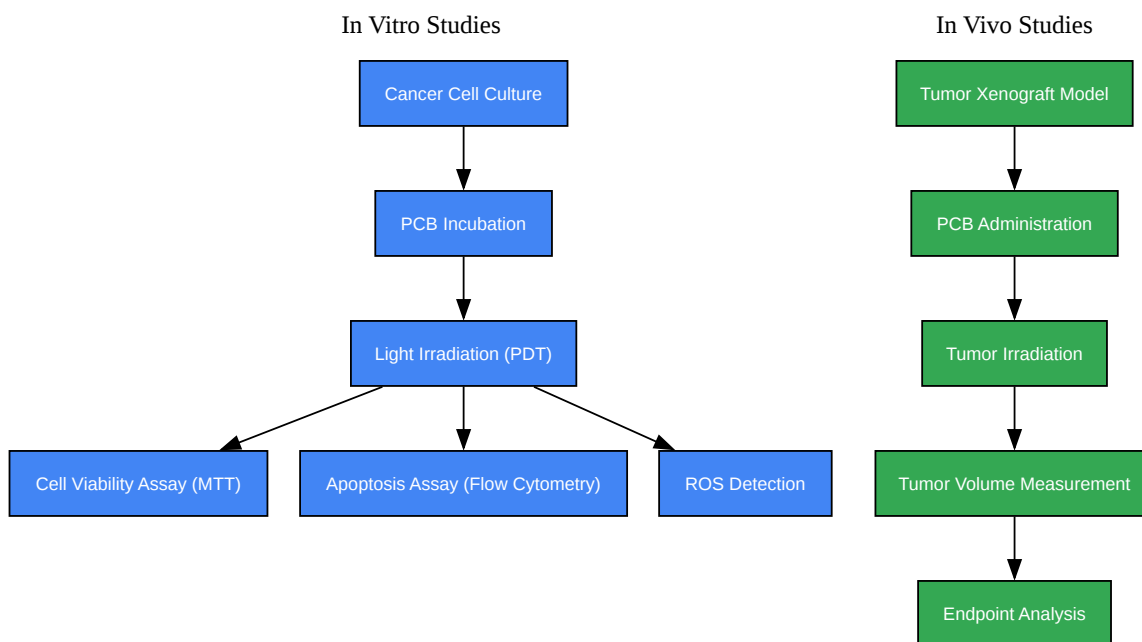 In Vitro Studies
Cancer Cell Culture
PCB Incubation
Light Irradiation (PDT)
Cell Viability Assay (MTT)
Apoptosis Assay (Flow Cytometry)
ROS Detection
In Vivo Studies
Tumor Xenograft Model
PCB Administration
Tumor Irradiation
Tumor Volume Measurement
Endpoint Analysis